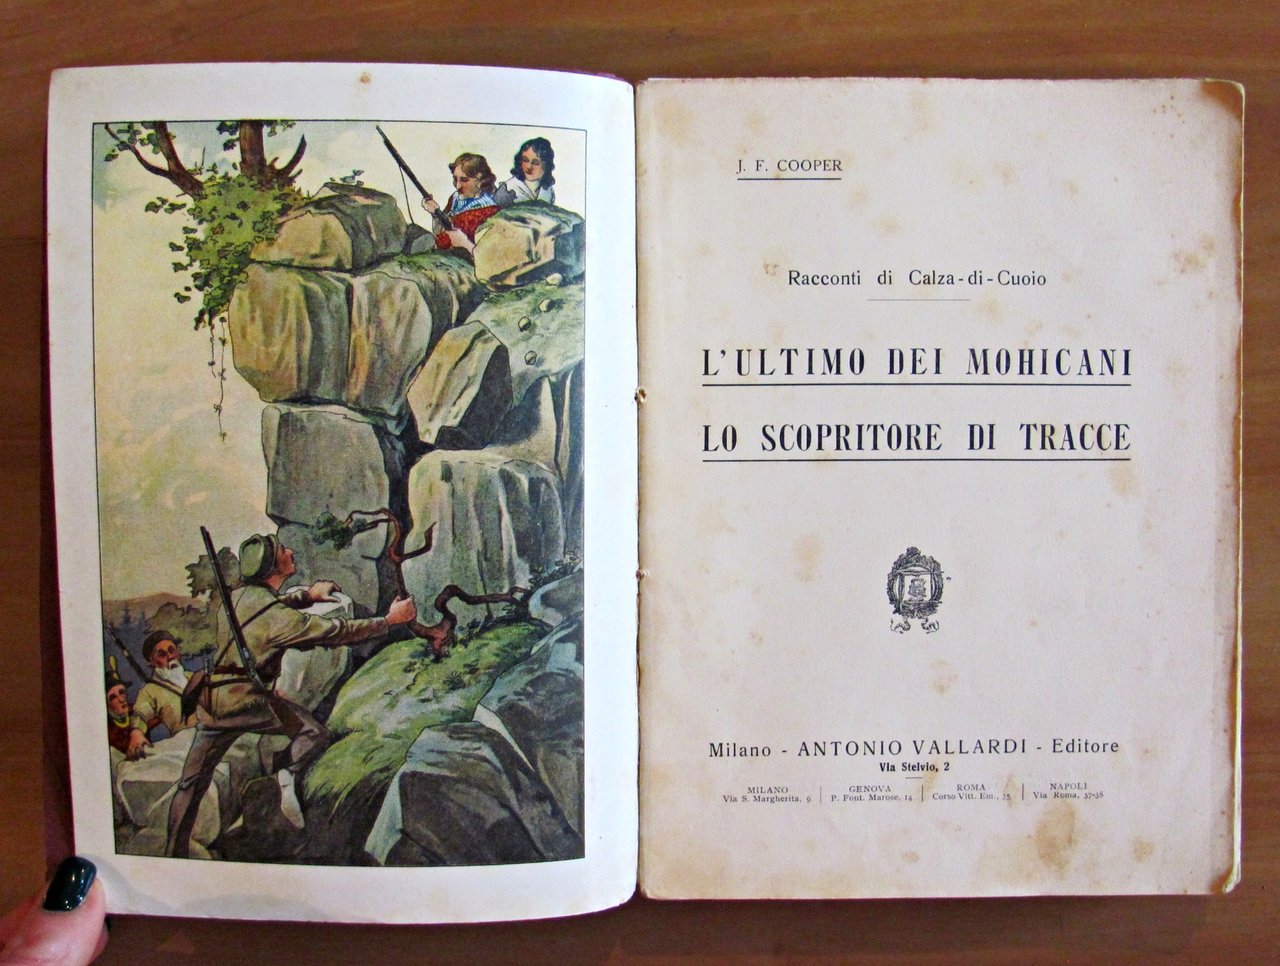 J. F. COOPER
Racconti di Calza-di-Cuoio
L'ULTIMO DEI MOHICANI
LO SCOPRITORE DI TRACCE
Milano - ANTONIO VALLARDI - Editore
Via Stelvio, 2
MILANO GENOVA ROMA NAPOLI
Via S. Margherita, 9 P. Font. Marose, 14 Corso Vitt. Em., 35 Via Roma, 37-38